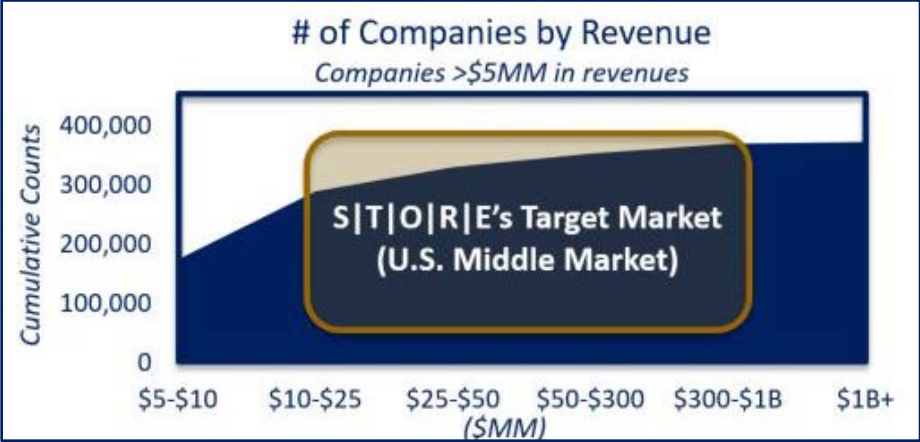 # of Companies by Revenue
Companies >$5MM in revenues
Cumulative Counts
400,000
300,000
200,000
100,000
0
S|T|O|R|E's Target Market
(U.S. Middle Market)
$5-$10 $10-$25 $25-$50 $50-$300 $300-$1B $1B+
($MM)